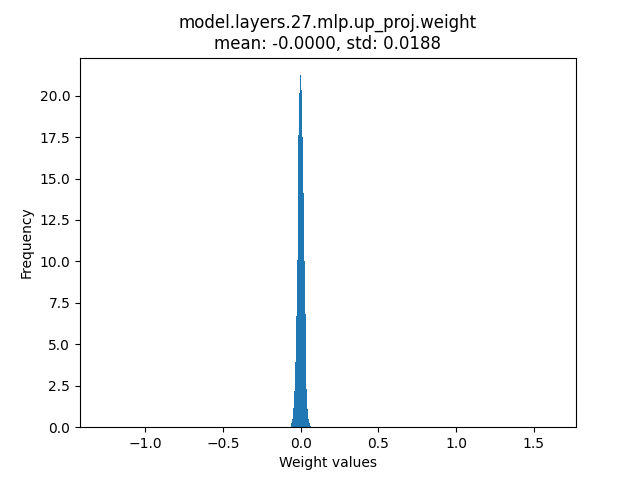 model.layers.27.mlp.up_proj.weight
mean: -0.0000, std: 0.0188
20.0
17.5
15.0
12.5
10.0
7.5
5.0
2.5
0.0
Frequency
−1.0 −0.5 0.0 0.5 1.0 1.5
Weight values